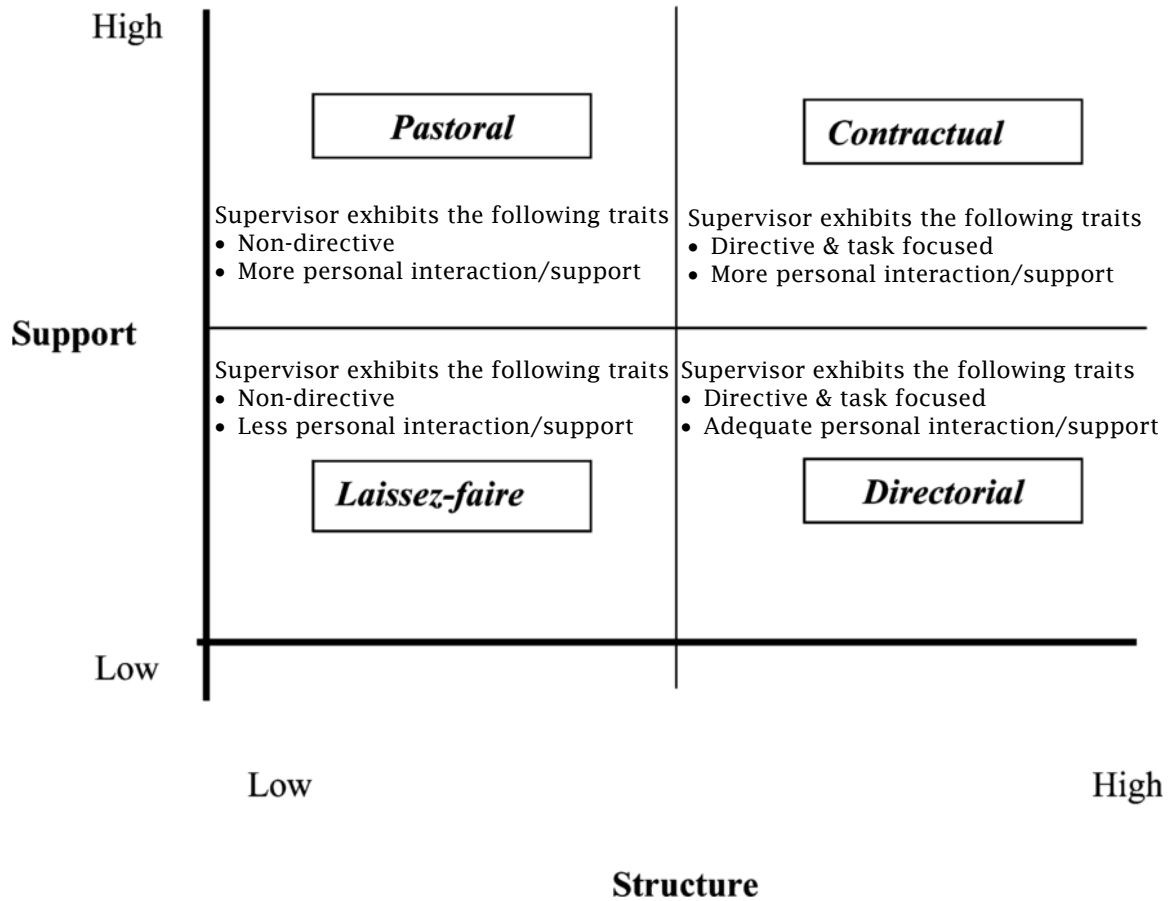 High
Pastoral
Contractual
Supervisor exhibits the following traits
• Non-directive
• More personal interaction/support
Supervisor exhibits the following traits
• Directive & task focused
• More personal interaction/support
Support
Supervisor exhibits the following traits
• Non-directive
• Less personal interaction/support
Supervisor exhibits the following traits
• Directive & task focused
• Adequate personal interaction/support
Laissez-faire
Directorial
Low
Low
High
Structure